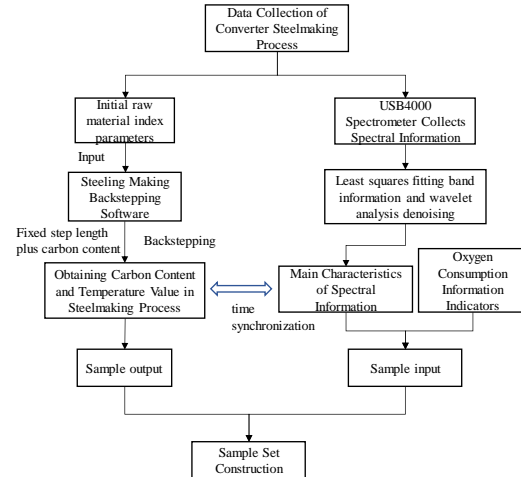 Data Collection of
Converter Steelmaking
Process
Initial raw
material index
parameters
USB4000
Spectrometer Collects
Spectral Information
Input
Steeling Making
Backstepping
Software
Least squares fitting band
information and wavelet
analysis denoising
Fixed step length
plus carbon content
Backstepping
Obtaining Carbon Content
and Temperature Value in
Steelmaking Process
Main Characteristics
of Spectral
Information
Oxygen
Consumption
Information
Indicators
time
synchronization
Sample output
Sample input
Sample Set
Construction